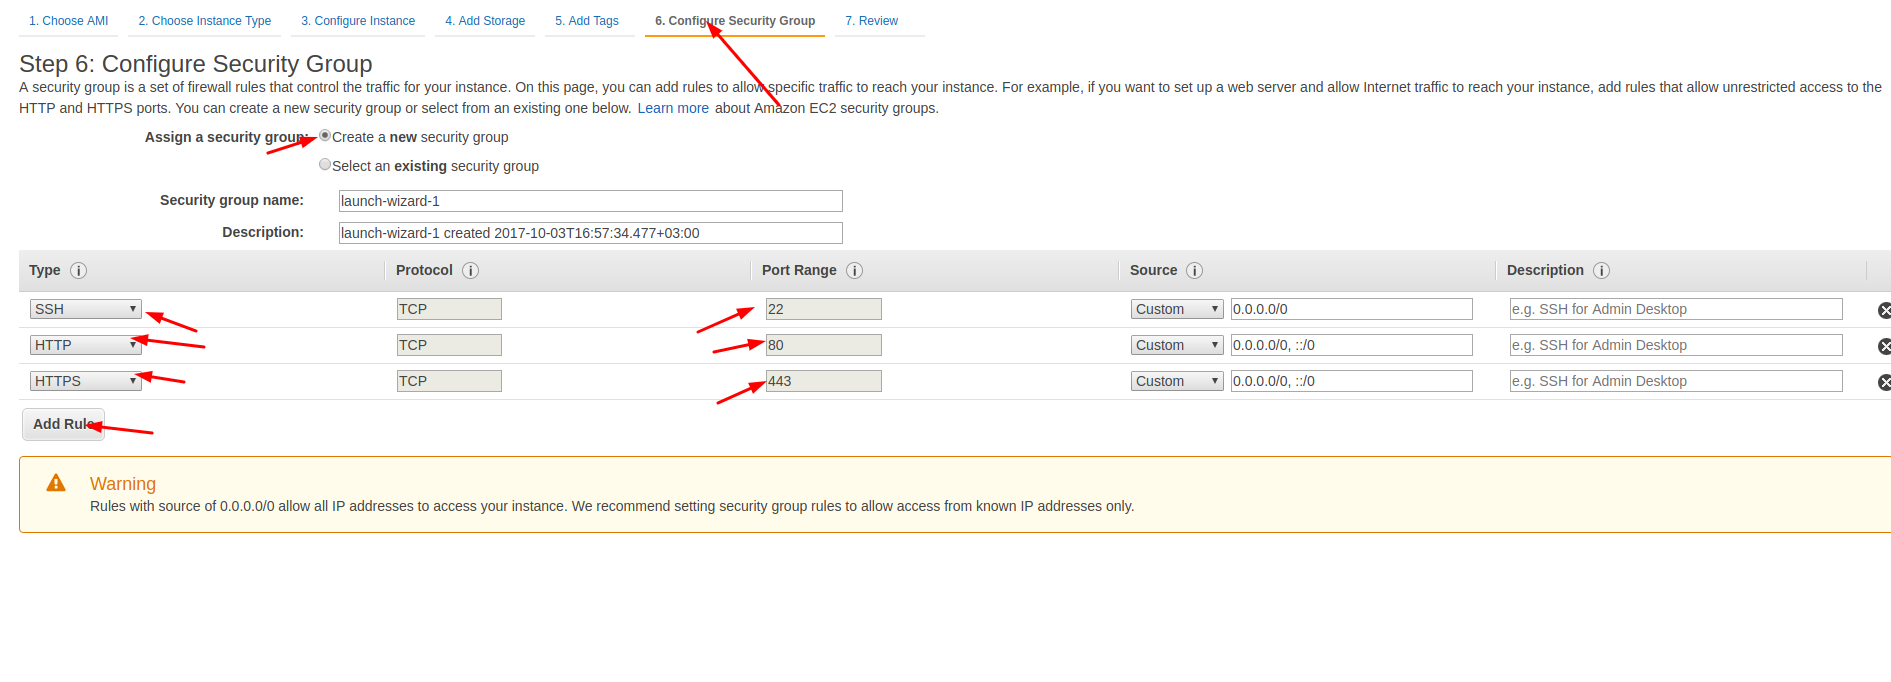 1. Choose AMI 2. Choose Instance Type 3. Configure Instance 4. Add Storage 5. Add Tags 6. Configure Security Group 7. Review
Step 6: Configure Security Group
A security group is a set of firewall rules that control the traffic for your instance. On this page, you can add rules to allow specific traffic to reach your instance. For example, if you want to set up a web server and allow Internet traffic to reach your instance, add rules that allow unrestricted access to the
HTTP and HTTPS ports. You can create a new security group or select from an existing one below. Learn more about Amazon EC2 security groups.
Assign a security group: Create a new security group
Select an existing security group
Security group name: launch-wizard-1
Description: launch-wizard-1 created 2017-10-03T16:57:34.477+03:00
Type Protocol Port Range Source Description
SSH TCP 22 Custom 0.0.0.0/0 e.g. SSH for Admin Desktop
HTTP TCP 80 Custom 0.0.0.0/0, ::/0 e.g. SSH for Admin Desktop
HTTPS TCP 443 Custom 0.0.0.0/0, ::/0 e.g. SSH for Admin Desktop
Add Rule
Warning
Rules with source of 0.0.0.0/0 allow all IP addresses to access your instance. We recommend setting security group rules to allow access from known IP addresses only.